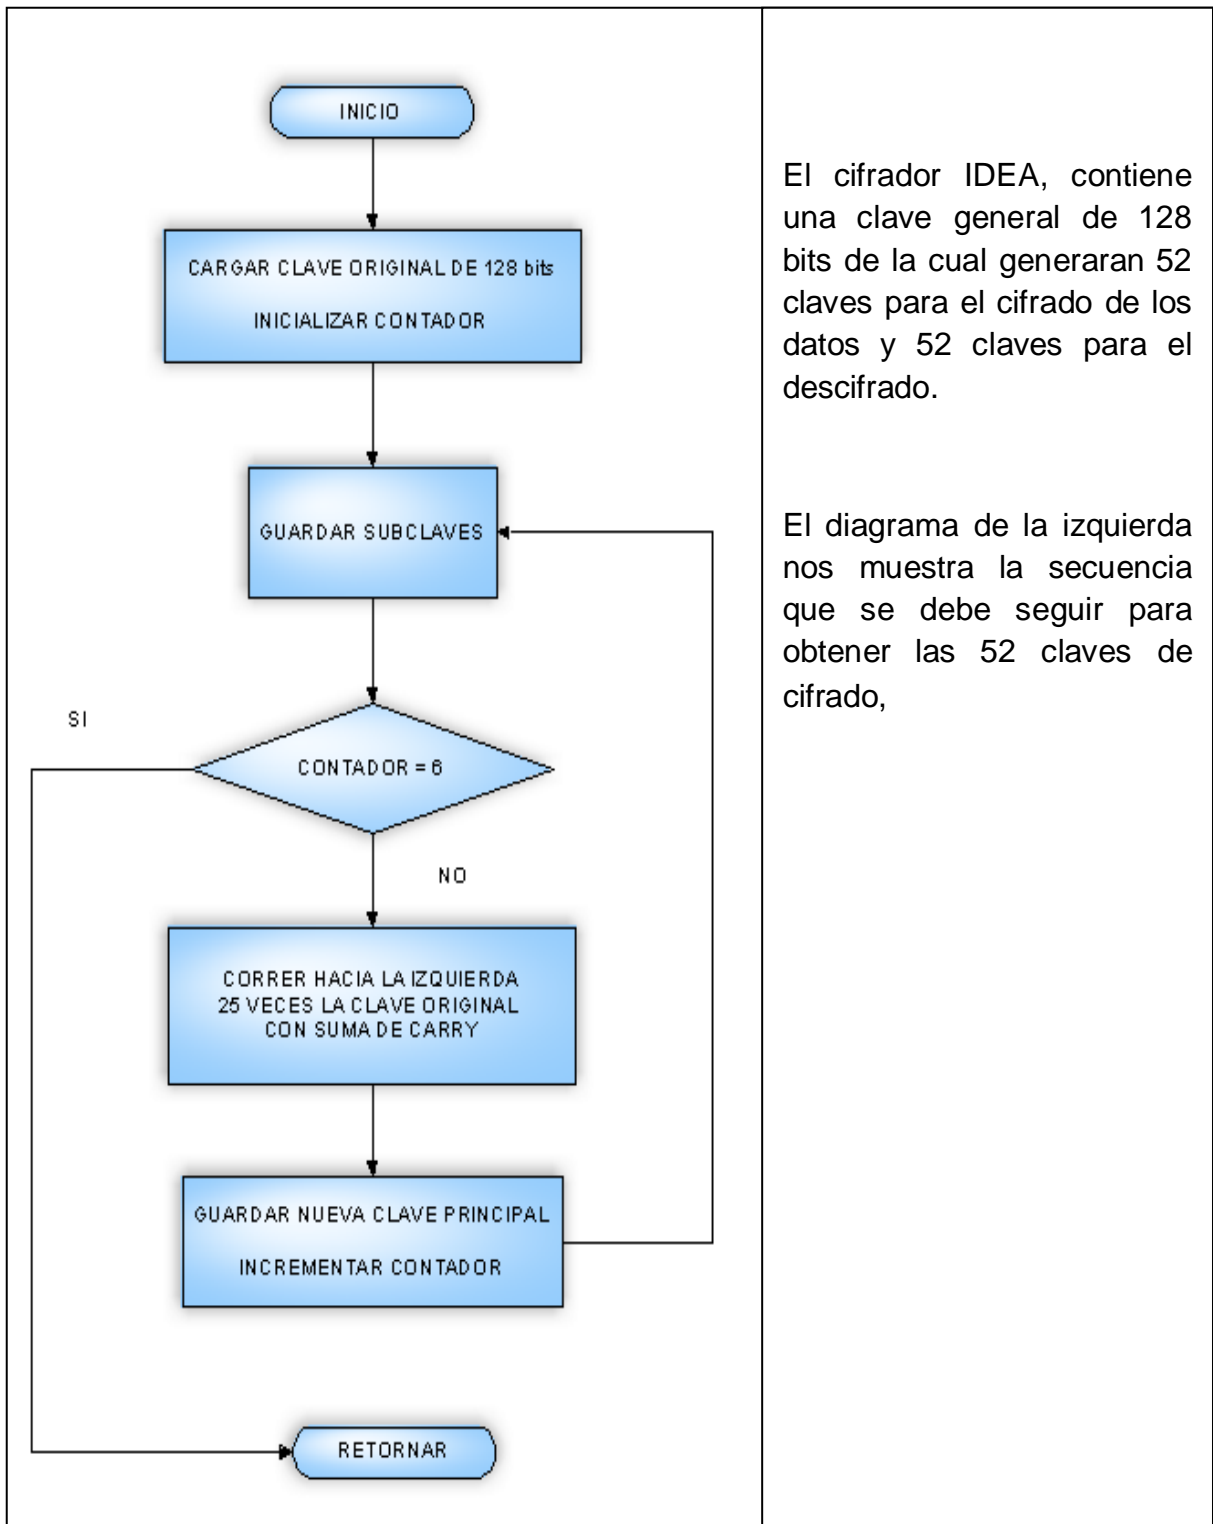 INICIO
CARGAR CLAVE ORIGINAL DE 128 bits
INICIALIZAR CONTADOR
GUARDAR SUBCLAVES
SI
CONTADOR = 6
NO
CORRER HACIA LA IZQUIERDA
25 VECES LA CLAVE ORIGINAL
CON SUMA DE CARRY
GUARDAR NUEVA CLAVE PRINCIPAL
INCREMENTAR CONTADOR
RETORNAR
El cifrador IDEA, contiene
una clave general de 128
bits de la cual generaran 52
claves para el cifrado de los
datos y 52 claves para el
descifrado.
El diagrama de la izquierda
nos muestra la secuencia
que se debe seguir para
obtener las 52 claves de
cifrado,